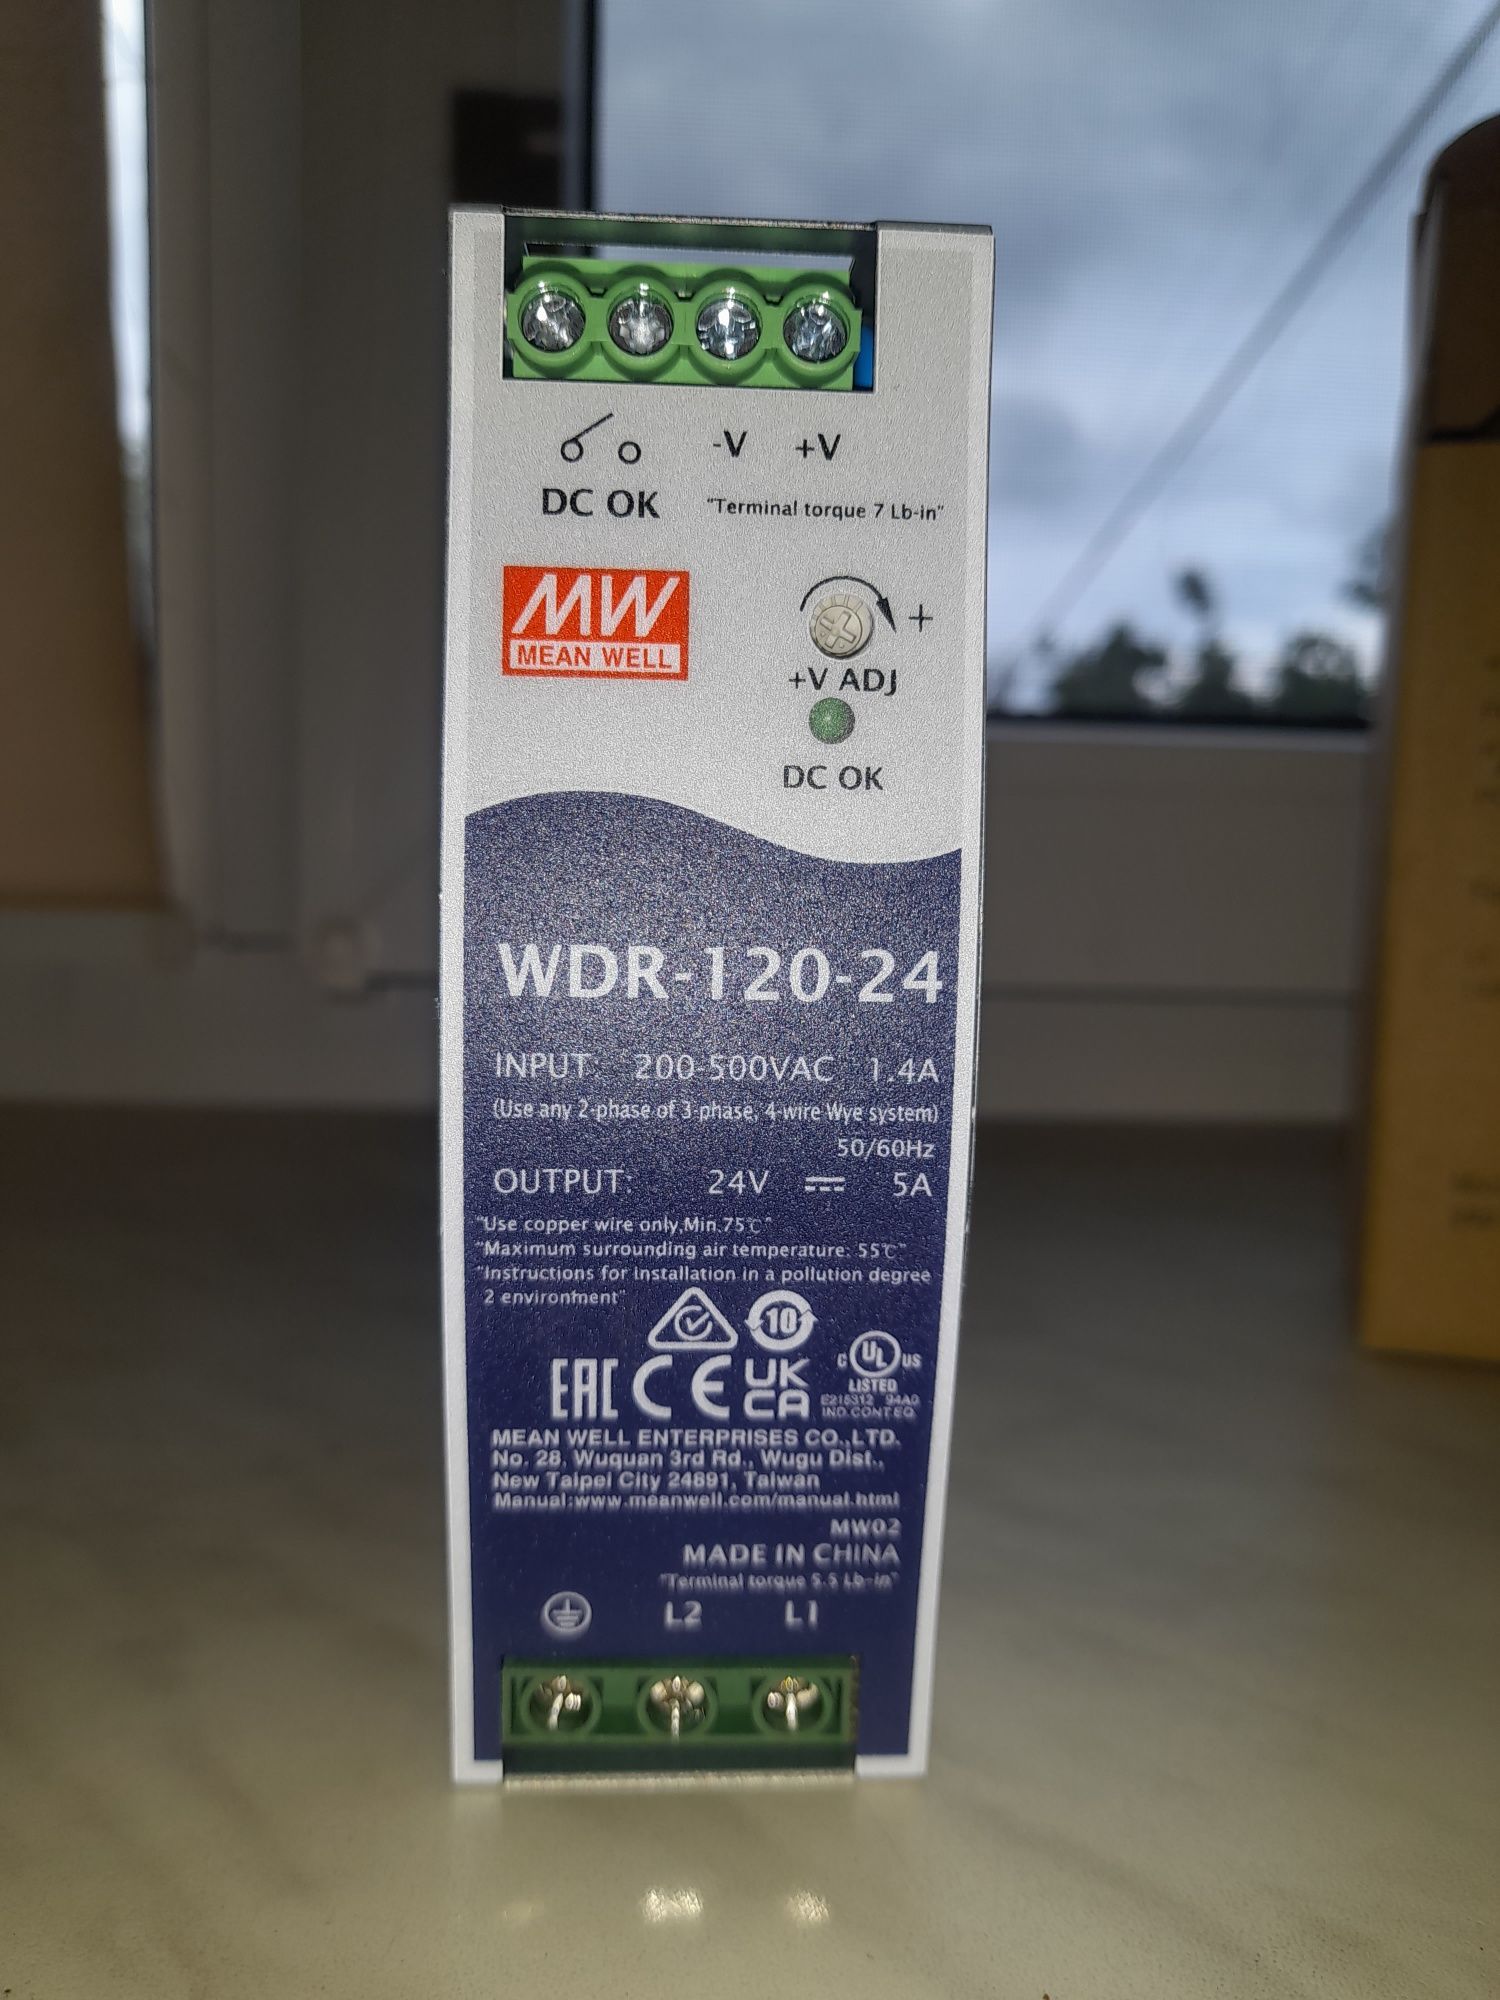 -V +V
DC OK "Terminal torque 7 Lb-in"
MW
MEAN WELL
+
+V ADJ
DC OK
WDR-120-24
INPUT: 200-500VAC 1.4A
(Use any 2-phase of 3-phase, 4-wire Wye system)
50/60Hz
OUTPUT: 24V 5A
"Use copper wire only,Min.75℃"
"Maximum surrounding air temperature: 55℃"
"Instructions for Installation in a pollution degree
2 environment"
10
EAC CE UK CA c UL US
LISTED
E215312 94A0
IND.CONT.EQ.
MEAN WELL ENTERPRISES CO.,LTD.
No. 28, Wuquan 3rd Rd., Wugu Dist.,
New Taipei City 24891, Taiwan
Manual:www.meanwell.com/manual.html
MW02
MADE IN CHINA
"Terminal torque 5.5 Lb-in"
L2 L1